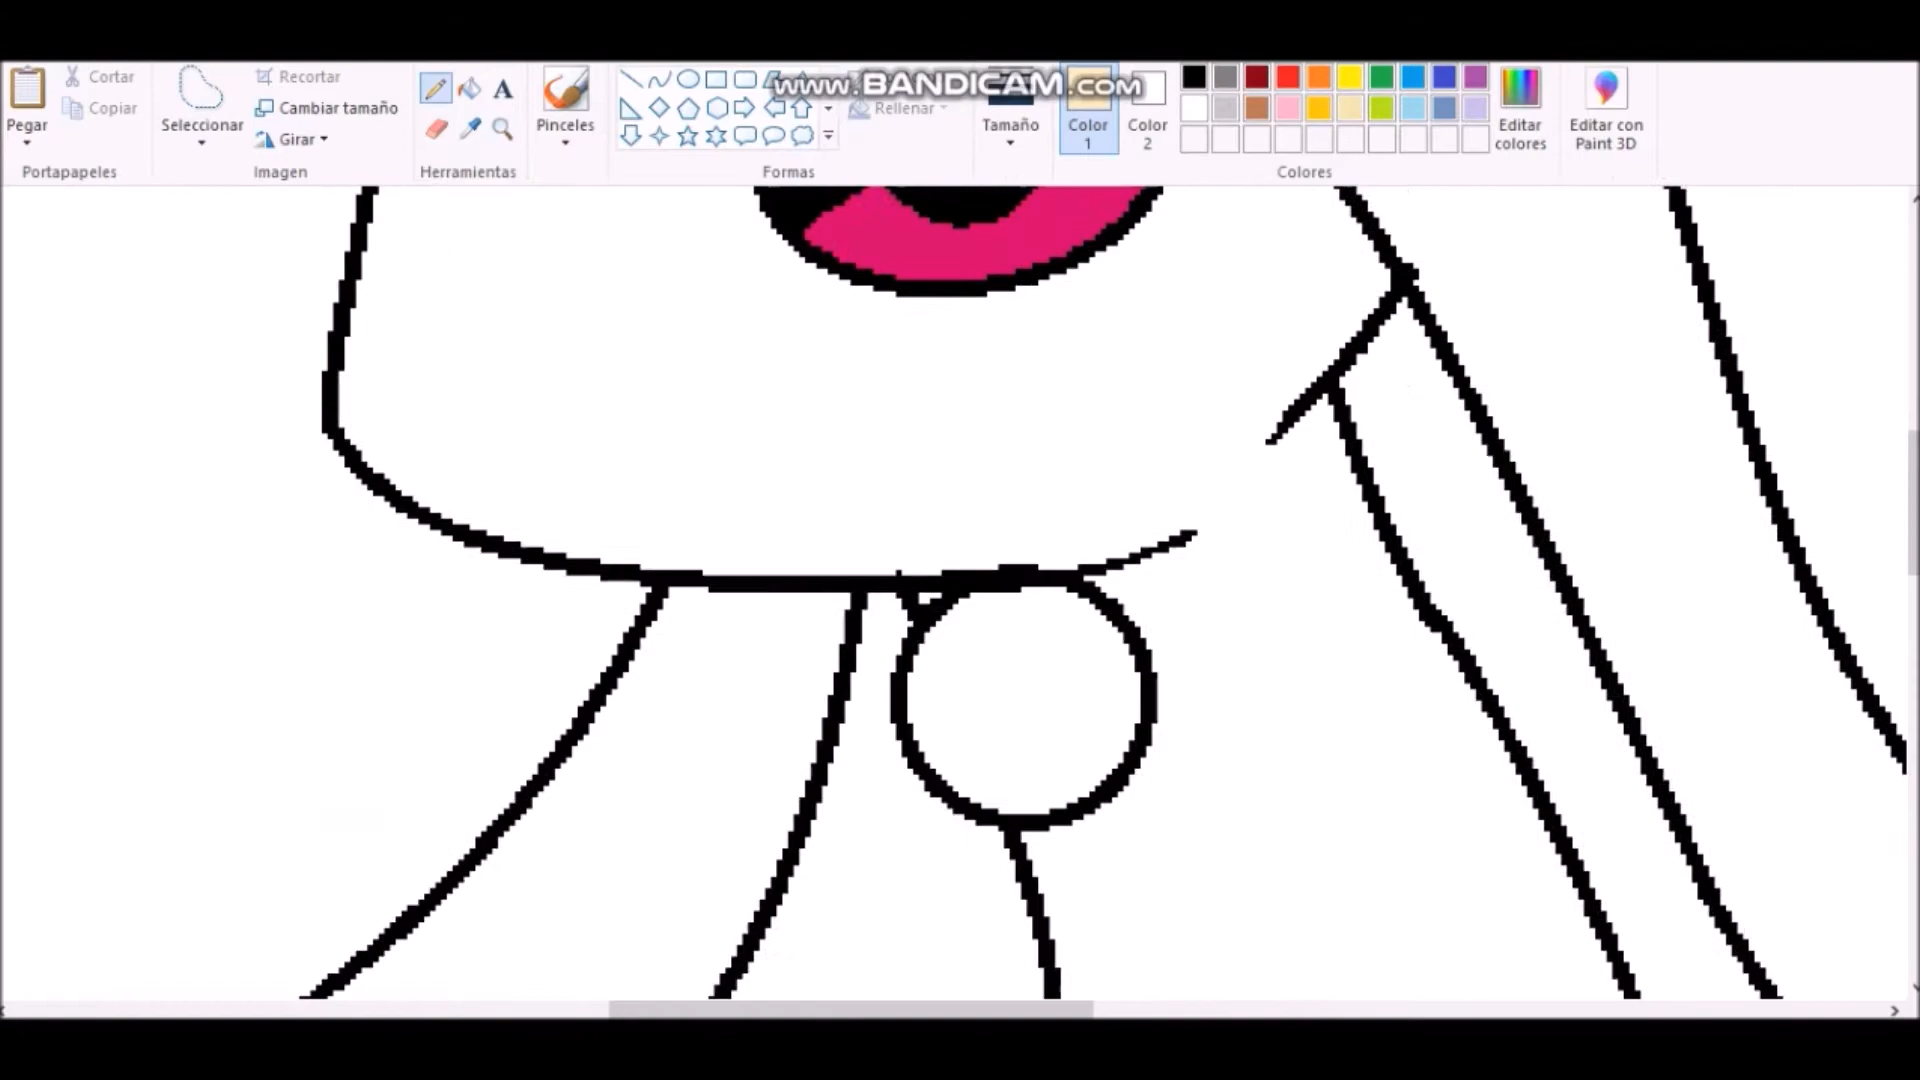 www.BANDICAM.com
Cortar
Recortar
Copiar
Cambiar tamaño
Rellenar
Pegar
Seleccionar
Girar
Pinceles
Tamaño
Color 1
Color 2
Editar colores
Editar con Paint 3D
Portapapeles
Imagen
Herramientas
Formas
Colores